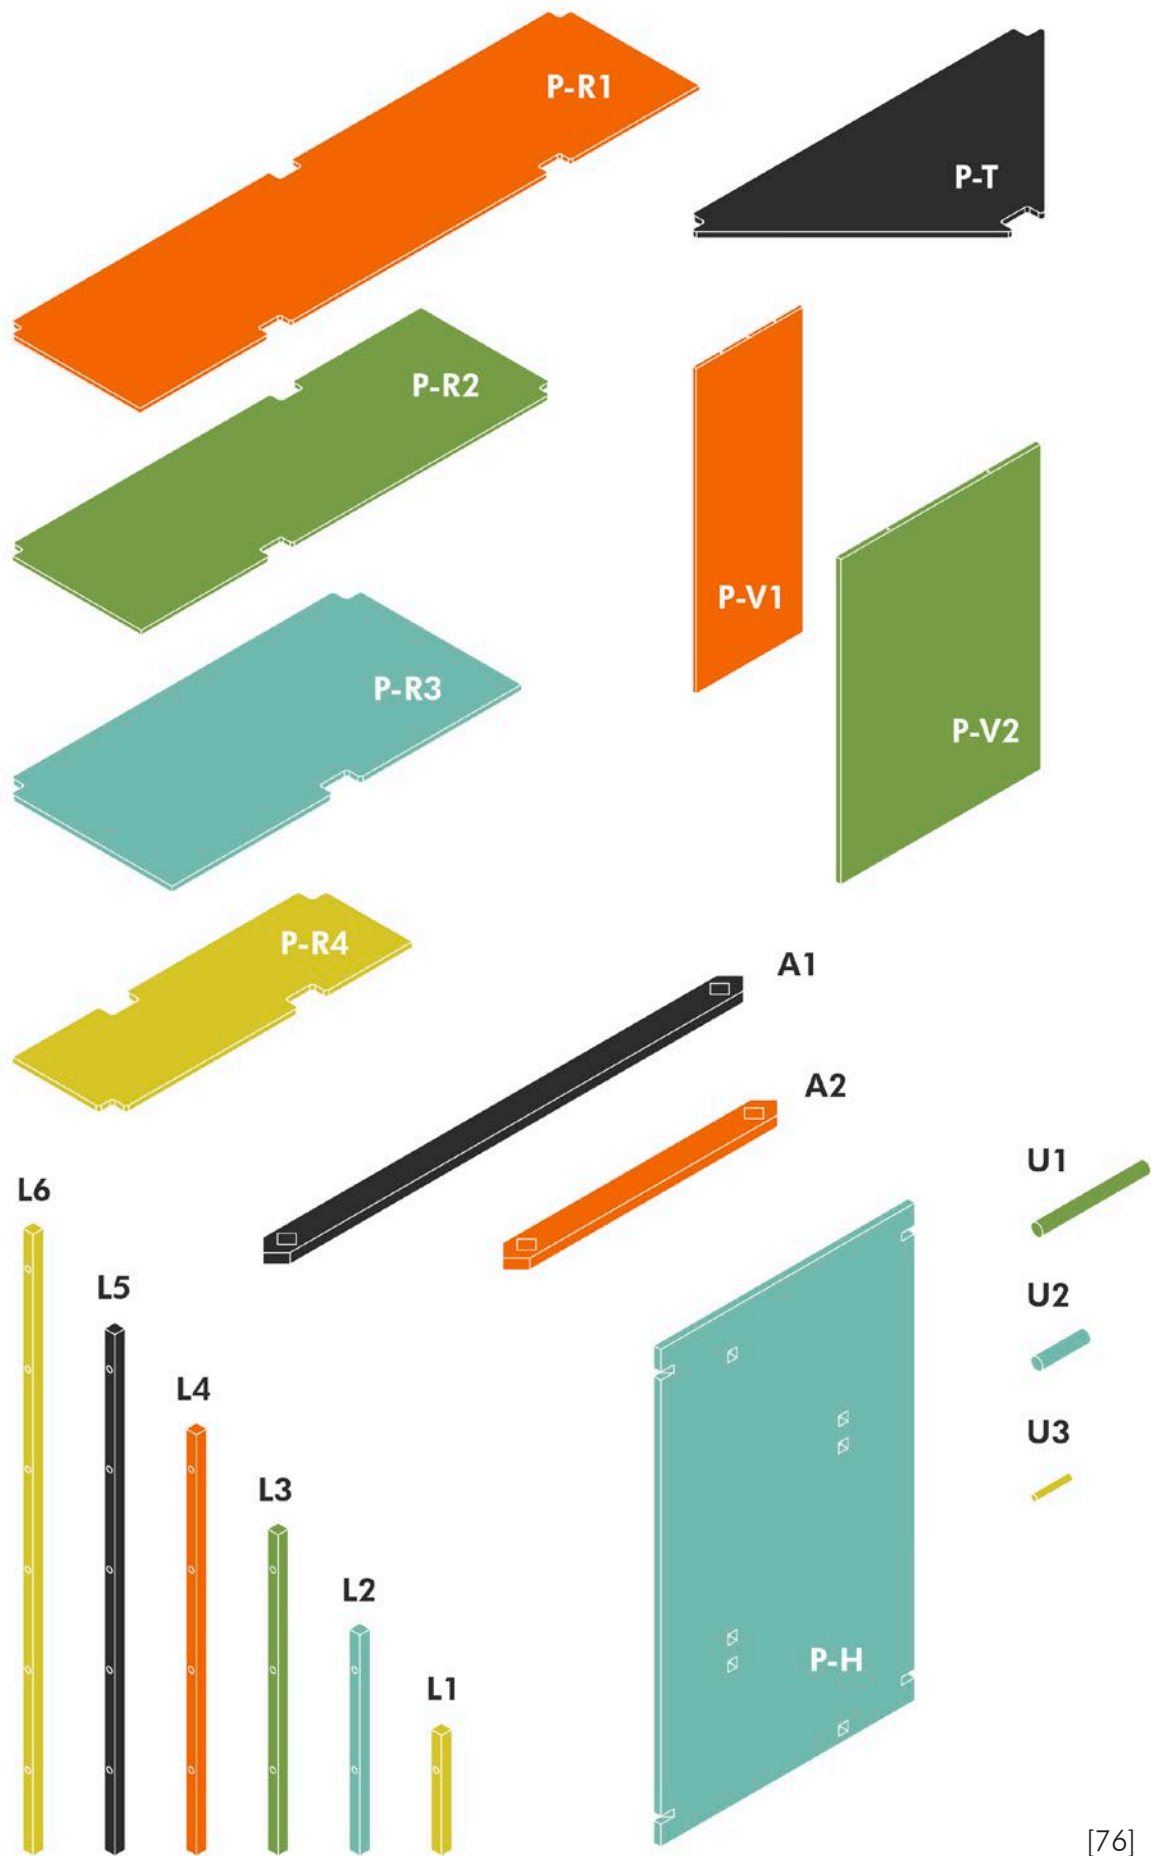 P-R1
P-T
P-R2
P-V1
P-R3
P-V2
P-R4
A1
A2
U1
L6
U2
L5
L4
U3
L3
L2
P-H
L1
[76]